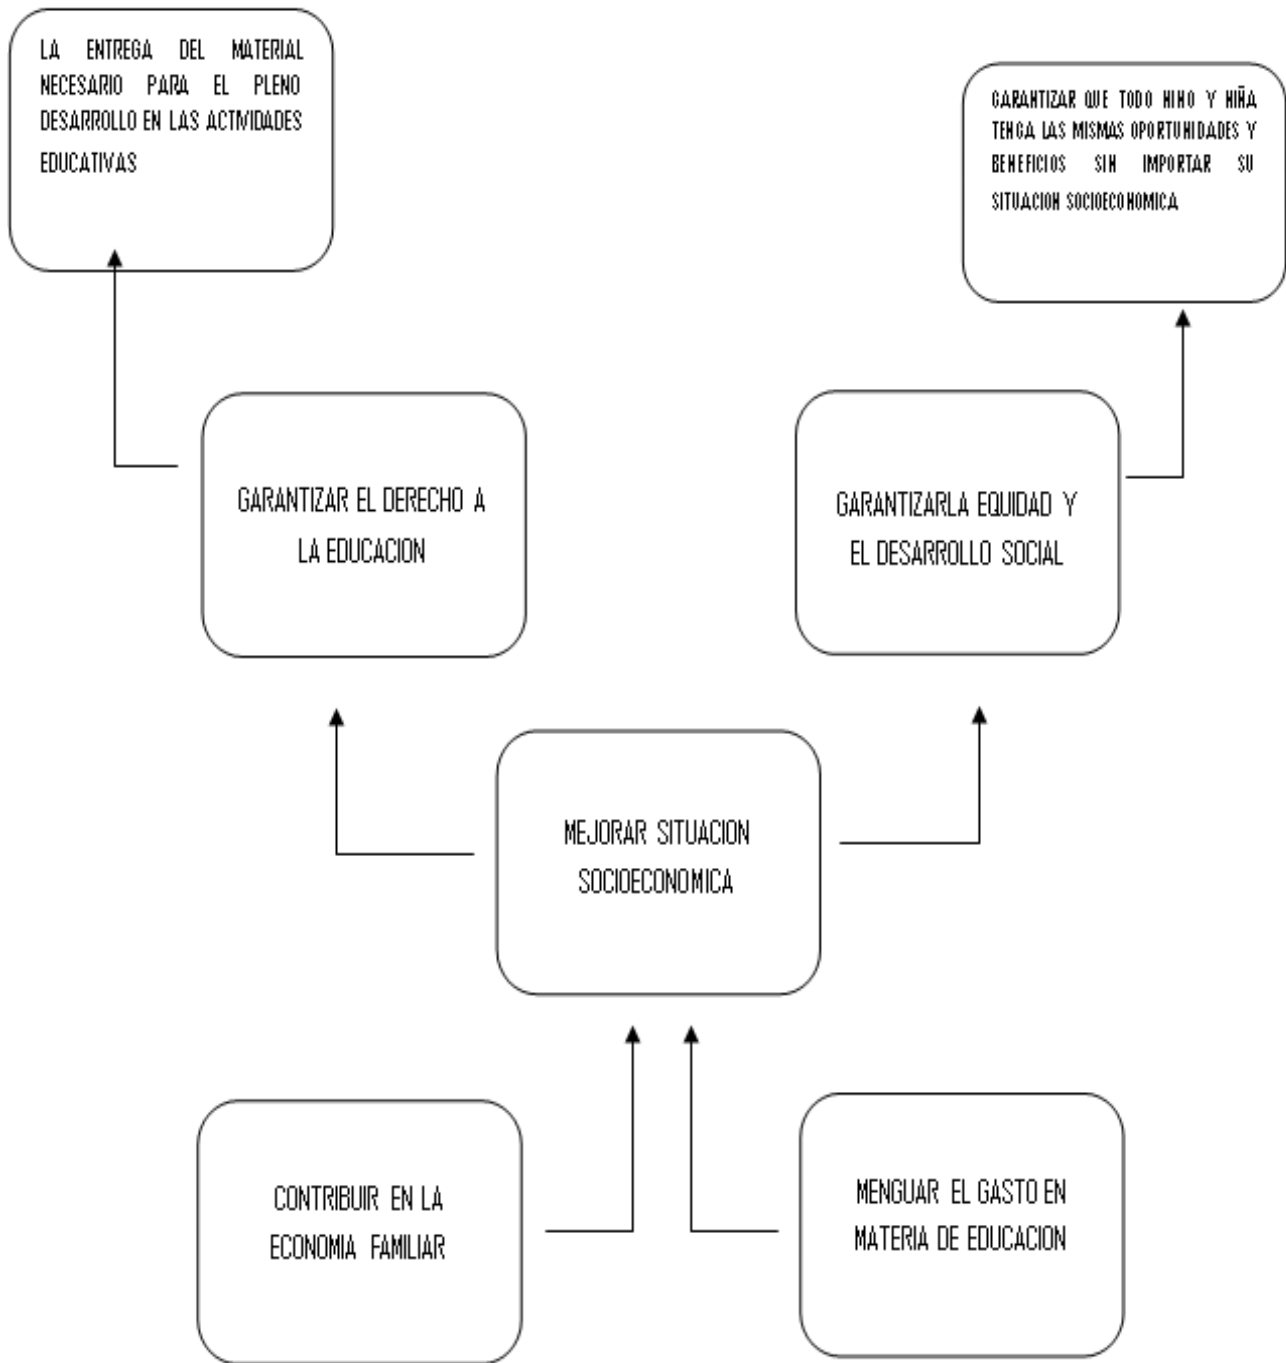 LA ENTREGA DEL MATERIAL
NECESARIO PARA EL PLENO
DESARROLLO EN LAS ACTIVIDADES
EDUCATIVAS
GARANTIZAR QUE TODO NINO Y NIÑA
TENGA LAS MISMAS OPORTUNIDADES Y
BENEFICIOS SIN IMPORTAR SU
SITUACION SOCIOECONOMICA
GARANTIZAR EL DERECHO A
LA EDUCACION
GARANTIZARLA EQUIDAD Y
EL DESARROLLO SOCIAL
MEJORAR SITUACION
SOCIOECONOMICA
CONTRIBUIR EN LA
ECONOMIA FAMILIAR
MENGUAR EL GASTO EN
MATERIA DE EDUCACION